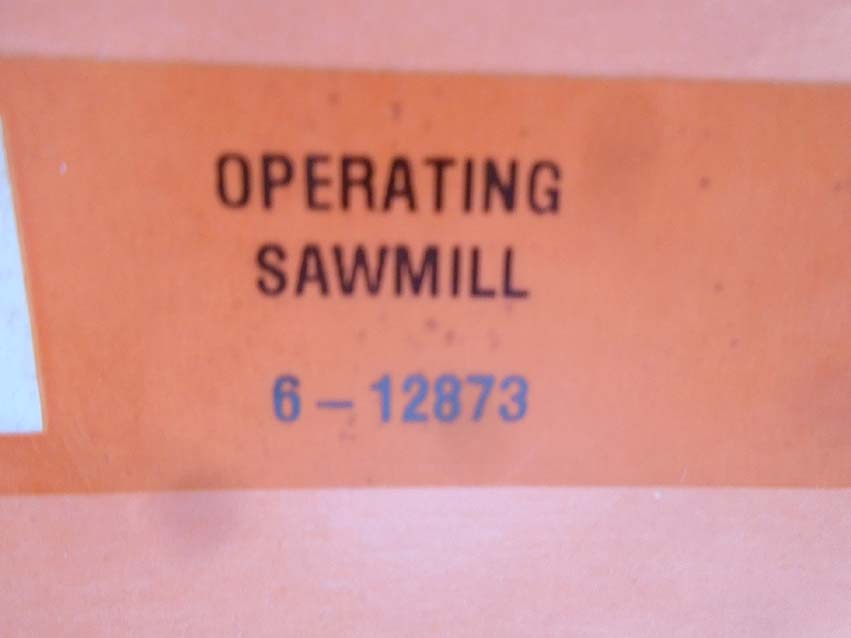 OPERATING
SAWMILL
6-12873